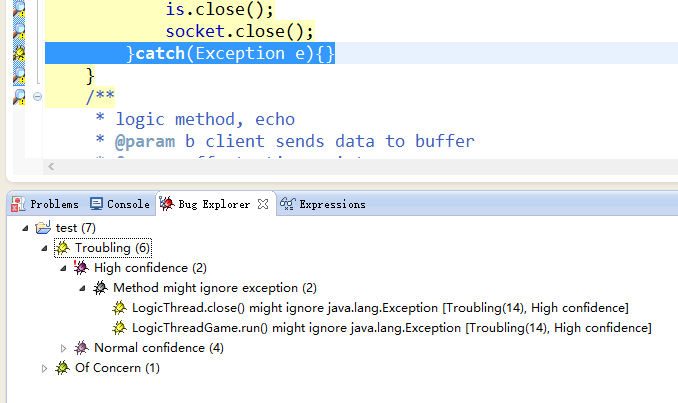 is.close();
socket.close();
}catch(Exception e){}
}
/**
* logic method, echo
* @param b client sends data to buffer
Problems Console Bug Explorer Expressions
test (7)
Troubling (6)
High confidence (2)
Method might ignore exception (2)
LogicThread.close() might ignore java.lang.Exception [Troubling(14), High confidence]
LogicThreadGame.run() might ignore java.lang.Exception [Troubling(14), High confidence]
Normal confidence (4)
Of Concern (1)